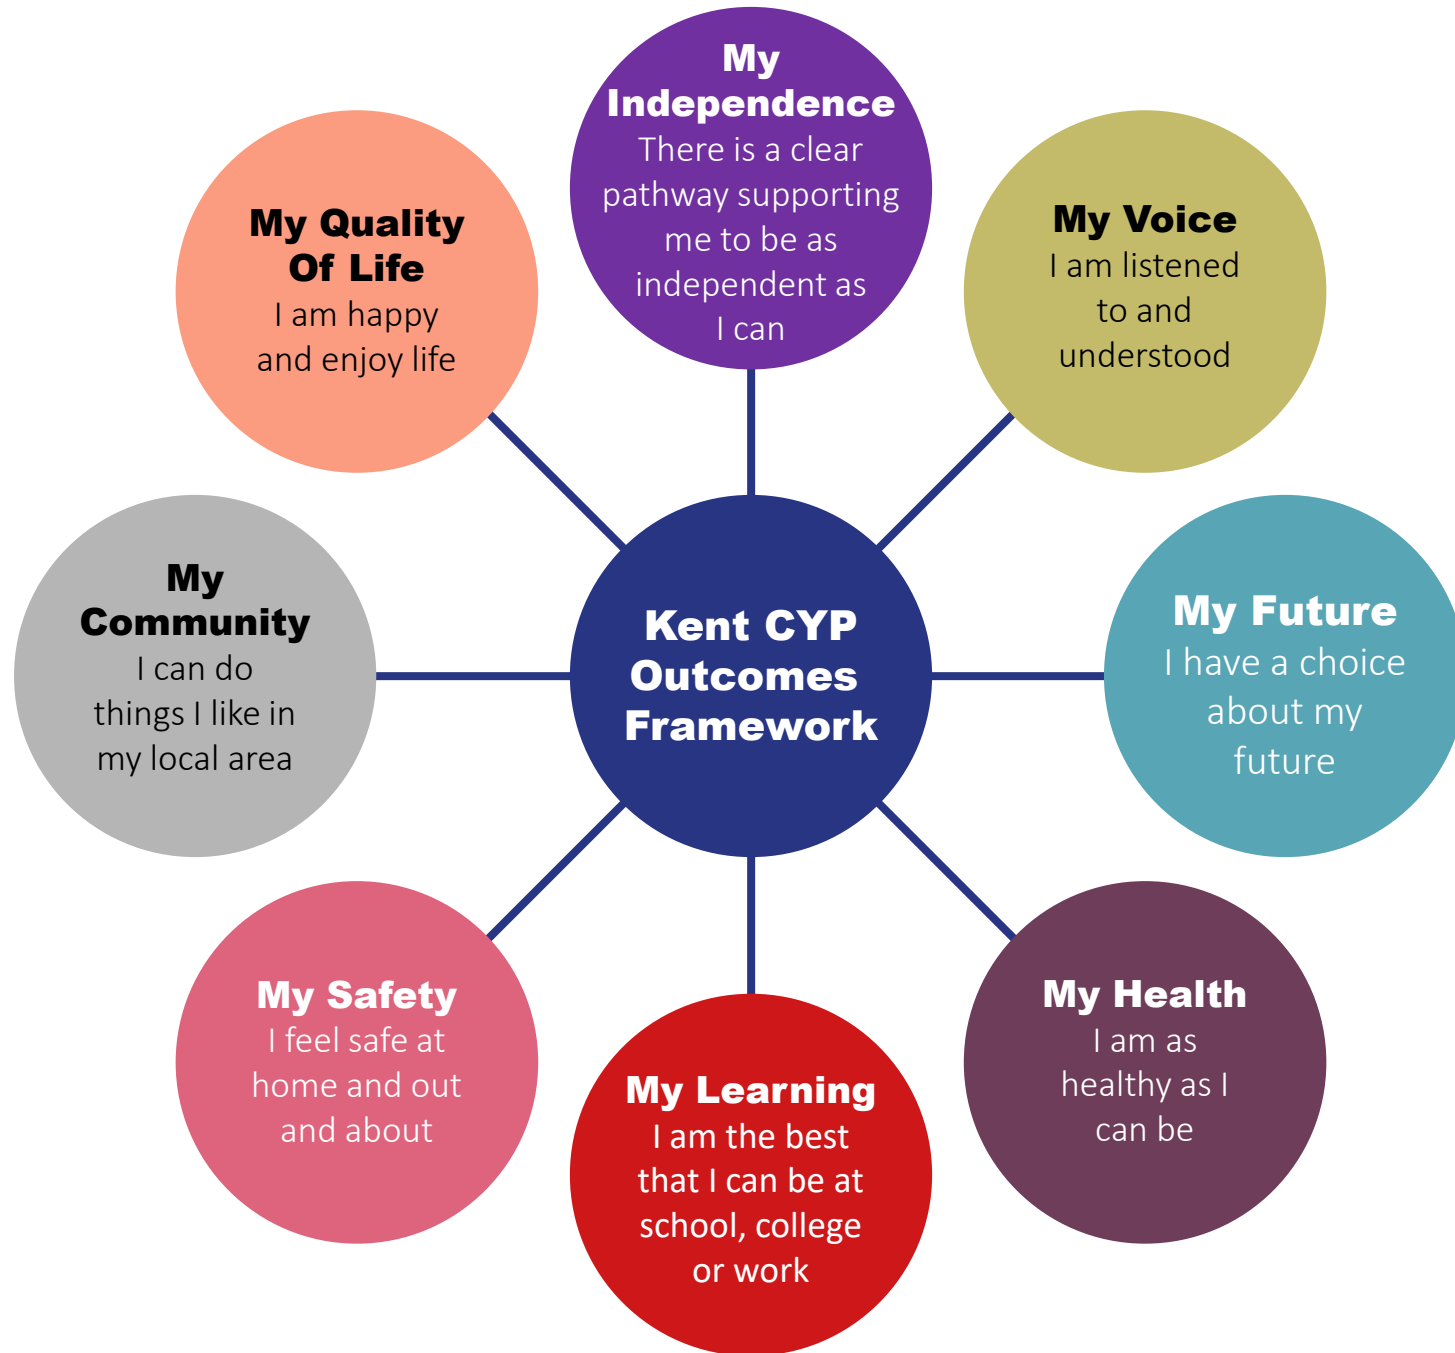 My
Independence
There is a clear
pathway supporting
me to be as
independent as
I can
My Voice
I am listened
to and
understood
My Future
I have a choice
about my
future
My Health
I am as
healthy as I
can be
My Learning
I am the best
that I can be at
school, college
or work
My Safety
I feel safe at
home and out
and about
My
Community
I can do
things I like in
my local area
My Quality
Of Life
I am happy
and enjoy life
Kent CYP
Outcomes
Framework